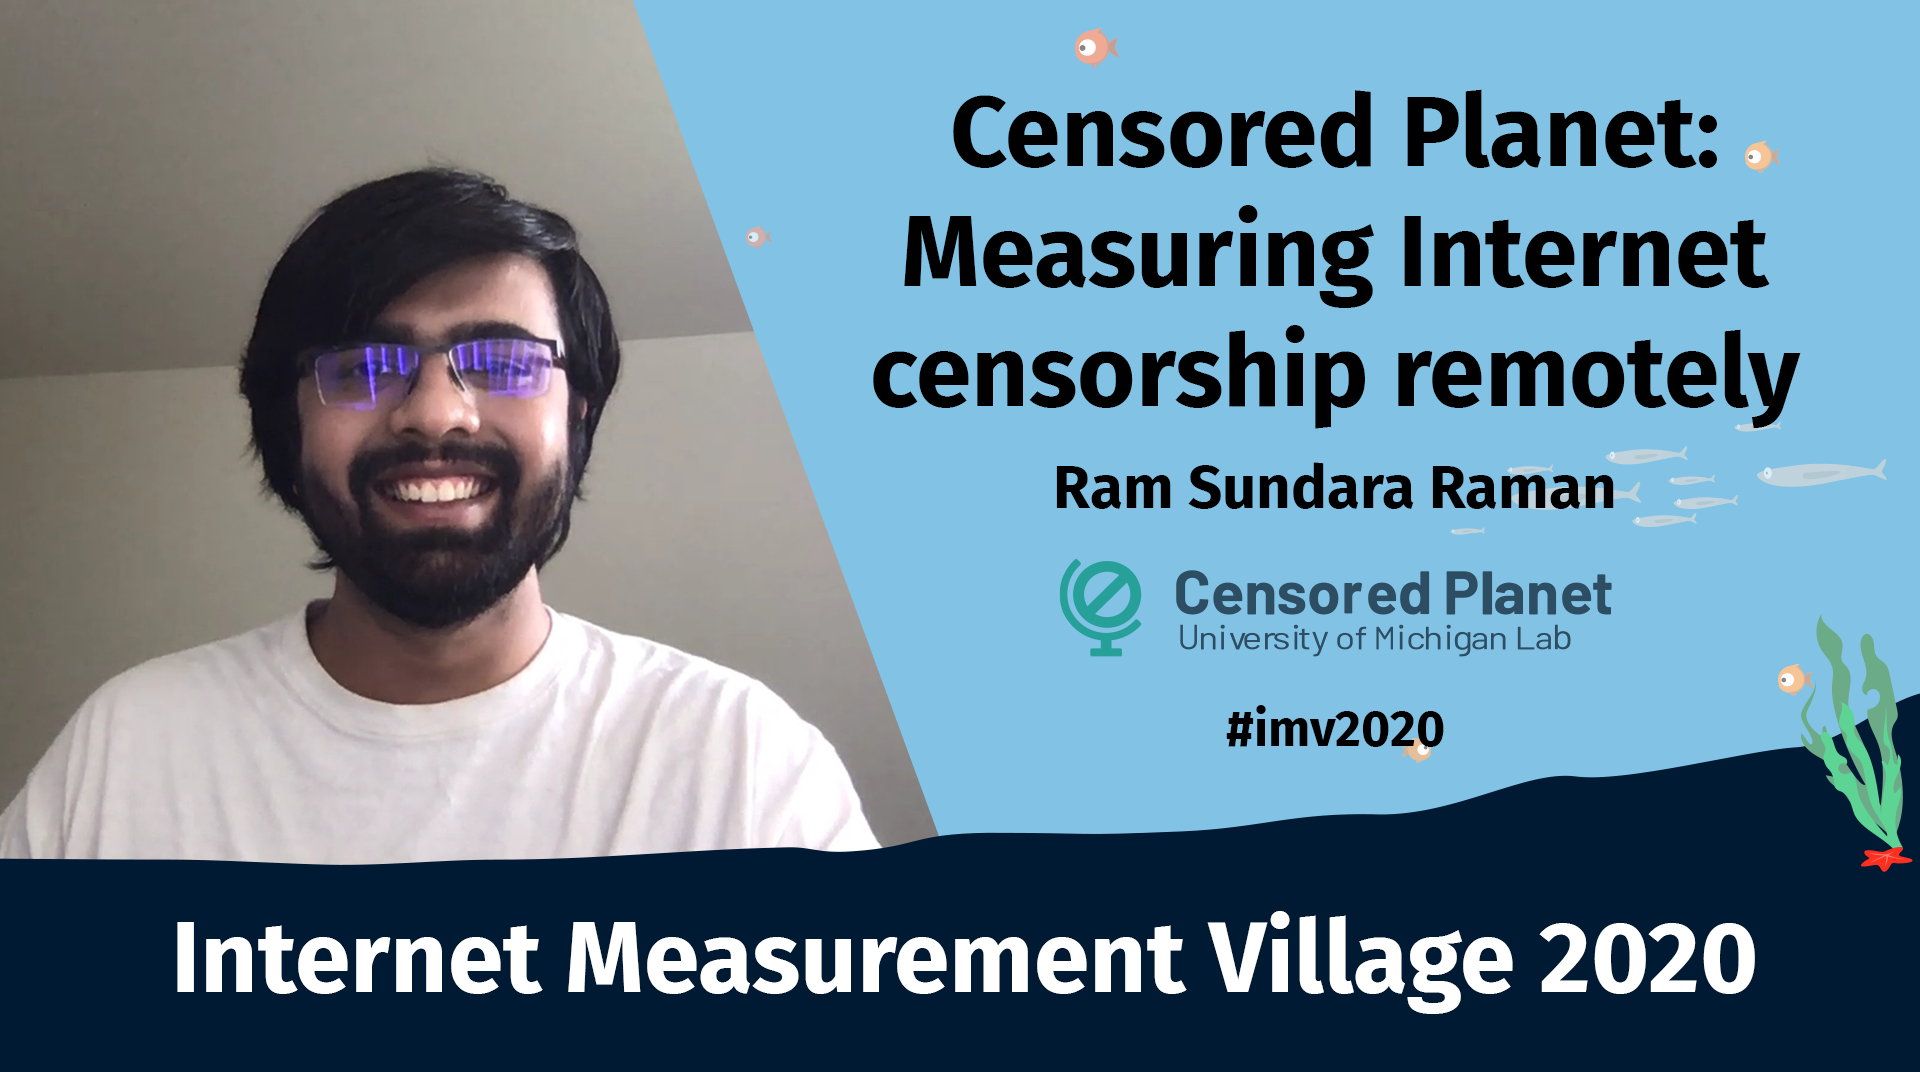 Censored Planet:
Measuring Internet
censorship remotely
Ram Sundara Raman
Censored Planet
University of Michigan Lab
#imv2020
Internet Measurement Village 2020